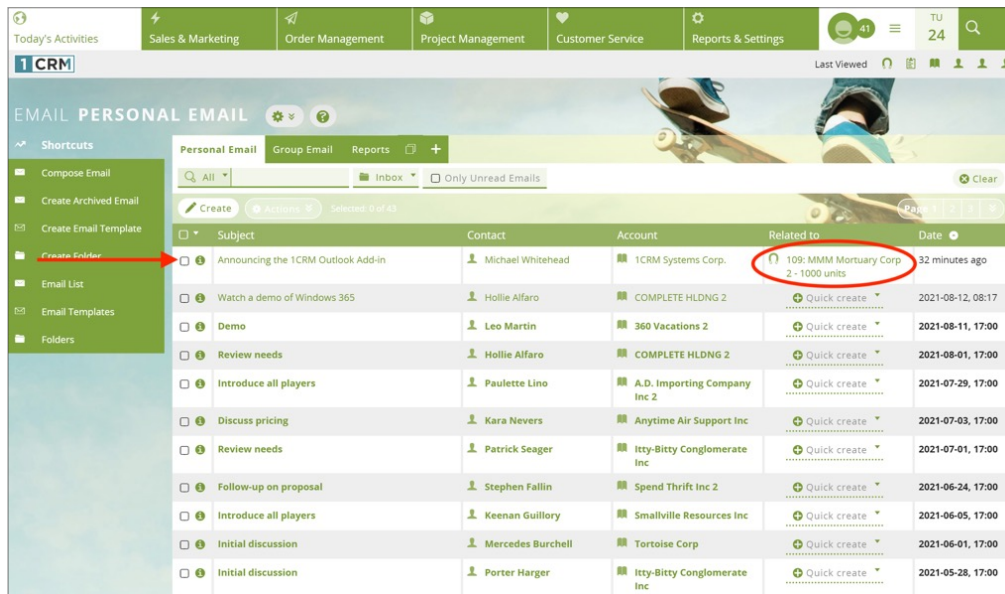 Today's Activities
Sales & Marketing
Order Management
Project Management
Customer Service
Reports & Settings
41
TU
24
1 CRM
Last Viewed
EMAIL PERSONAL EMAIL
Shortcuts
Compose Email
Create Archived Email
Create Email Template
Create Folder
Email List
Email Templates
Folders
Personal Email Group Email Reports
All Inbox Only Unread Emails Clear
Create Actions Selected: 0 of 43 Page 1 2 3
Subject Contact Account Related to Date
Announcing the 1CRM Outlook Add-in Michael Whitehead 1CRM Systems Corp. 109: MMM Mortuary Corp 32 minutes ago
2 - 1000 units
Watch a demo of Windows 365 Hollie Alfaro COMPLETE HLDNG 2 Quick create 2021-08-12, 08:17
Demo Leo Martin 360 Vacations 2 Quick create 2021-08-11, 17:00
Review needs Hollie Alfaro COMPLETE HLDNG 2 Quick create 2021-08-01, 17:00
Introduce all players Paulette Lino A.D. Importing Company Quick create 2021-07-29, 17:00
Inc 2
Discuss pricing Kara Nevers Anytime Air Support Inc Quick create 2021-07-03, 17:00
Review needs Patrick Seager Itty-Bitty Conglomerate Quick create 2021-07-01, 17:00
Inc
Follow-up on proposal Stephen Fallin Spend Thrift Inc 2 Quick create 2021-06-24, 17:00
Introduce all players Keenan Guillory Smallville Resources Inc Quick create 2021-06-05, 17:00
Initial discussion Mercedes Burchell Tortoise Corp Quick create 2021-06-01, 17:00
Initial discussion Porter Harger Itty-Bitty Conglomerate Quick create 2021-05-28, 17:00
Inc